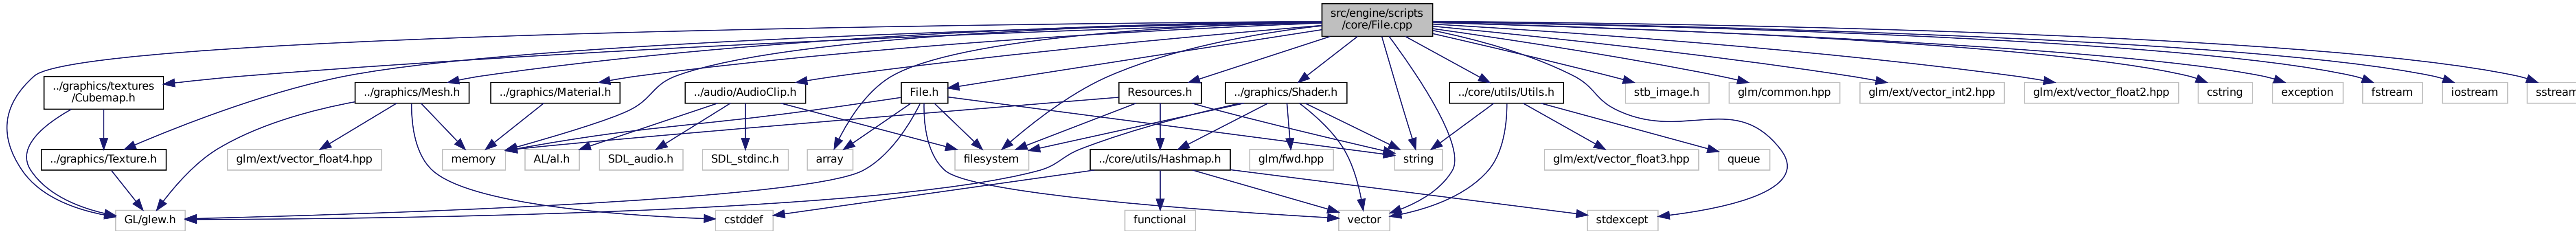 src/engine/scripts
/core/File.cpp
../graphics/textures
/Cubemap.h
../graphics/Mesh.h
../graphics/Material.h
../audio/AudioClip.h
File.h
Resources.h
../graphics/Shader.h
../core/utils/Utils.h
stb_image.h
glm/common.hpp
glm/ext/vector_int2.hpp
glm/ext/vector_float2.hpp
cstring
exception
fstream
iostream
sstream
../graphics/Texture.h
glm/ext/vector_float4.hpp
memory
AL/al.h
SDL_audio.h
SDL_stdinc.h
array
filesystem
../core/utils/Hashmap.h
glm/fwd.hpp
string
glm/ext/vector_float3.hpp
queue
GL/glew.h
cstddef
functional
vector
stdexcept